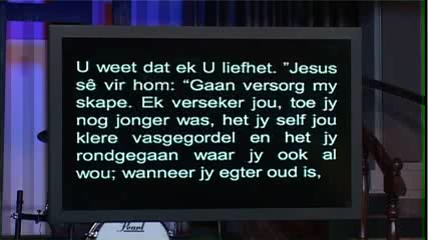 U weet dat ek U liefhet. ”Jesus
sê vir hom: “Gaan versorg my
skape. Ek verseker jou, toe jy
nog jonger was, het jy self jou
klere vasgegordel en het jy
rondgegaan waar jy ook al
wou; wanneer jy egter oud is,
Pearl